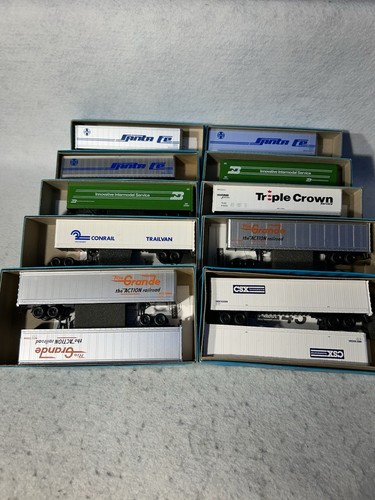 Santa Fe
Santa Fe
Santa Fe
Innovative Intermodal Service
Innovative Intermodal Service
Triple Crown
CONRAIL TRAILVAN
Rio Grande
the ACTION railroad
Rio Grande
the ACTION railroad
CSX
Rio Grande
the ACTION railroad
CSX